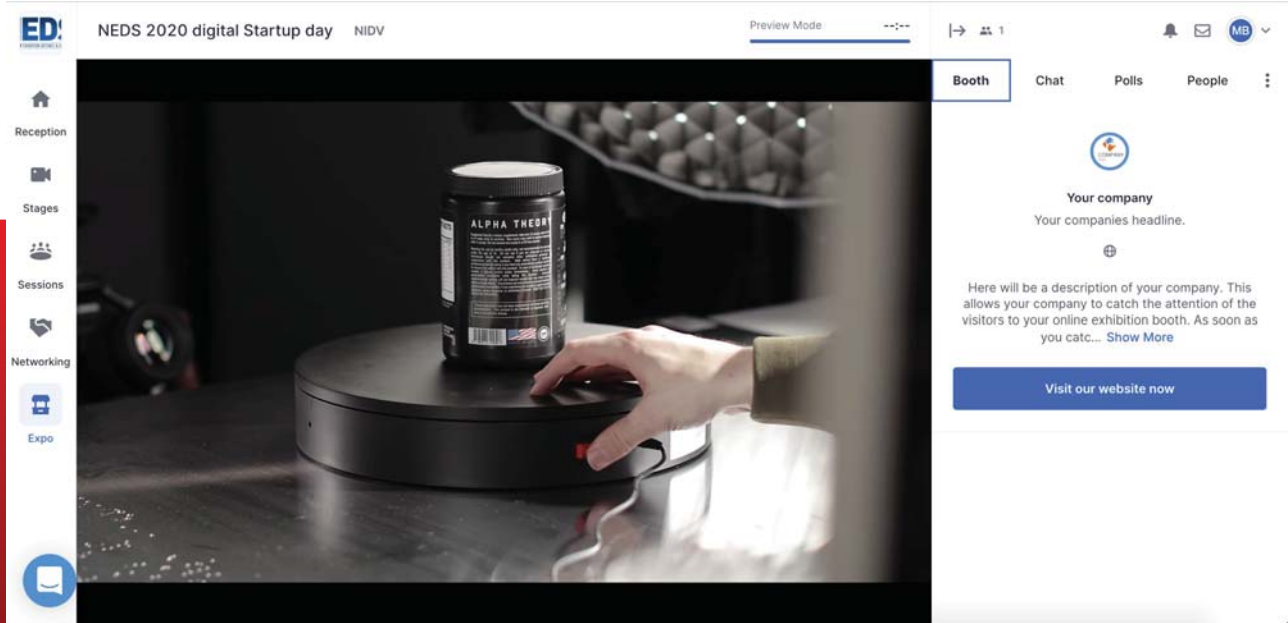 EDS
NEDS 2020 digital Startup day NIDV
Preview Mode --:--
1
MB
Reception
Stages
Sessions
Networking
Expo
Booth Chat Polls People
COMPANY
Your company
Your companies headline.
Here will be a description of your company. This
allows your company to catch the attention of the
visitors to your online exhibition booth. As soon as
you catc... Show More
Visit our website now
ALPHA THEORY